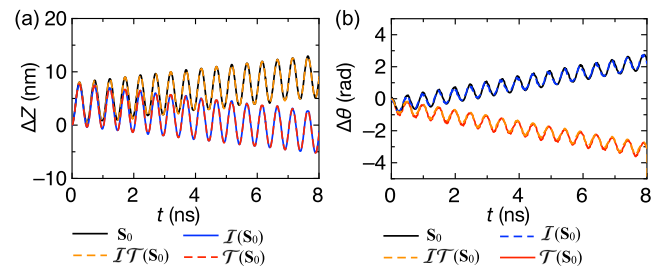 (a)
20
10
0
−10
ΔZ (nm)
0 2 4 6 8
t (ns)
S₀
I(S₀)
IT(S₀)
T(S₀)
(b)
4
2
0
−2
−4
Δθ (rad)
0 2 4 6 8
t (ns)
S₀
I(S₀)
IT(S₀)
T(S₀)